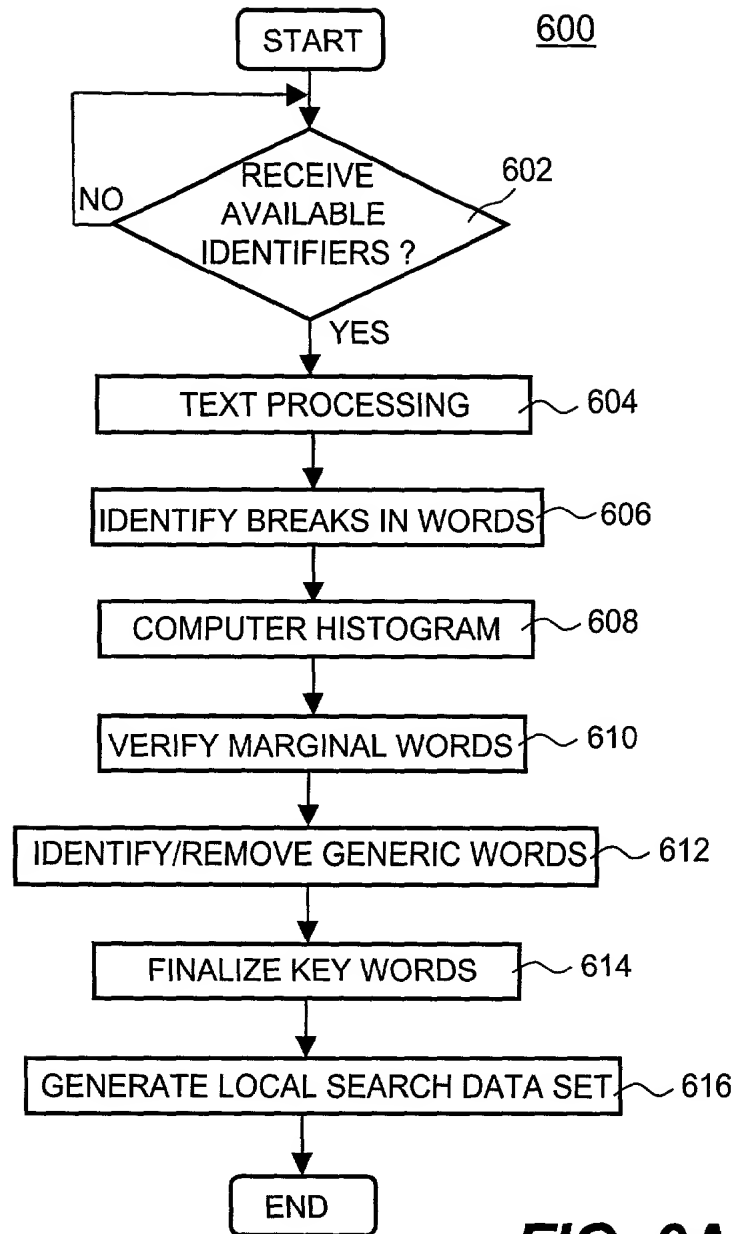 START
600
RECEIVE
AVAILABLE
IDENTIFIERS ?
602
NO
YES
TEXT PROCESSING
604
IDENTIFY BREAKS IN WORDS
606
COMPUTER HISTOGRAM
608
VERIFY MARGINAL WORDS
610
IDENTIFY/REMOVE GENERIC WORDS
612
FINALIZE KEY WORDS
614
GENERATE LOCAL SEARCH DATA SET
616
END